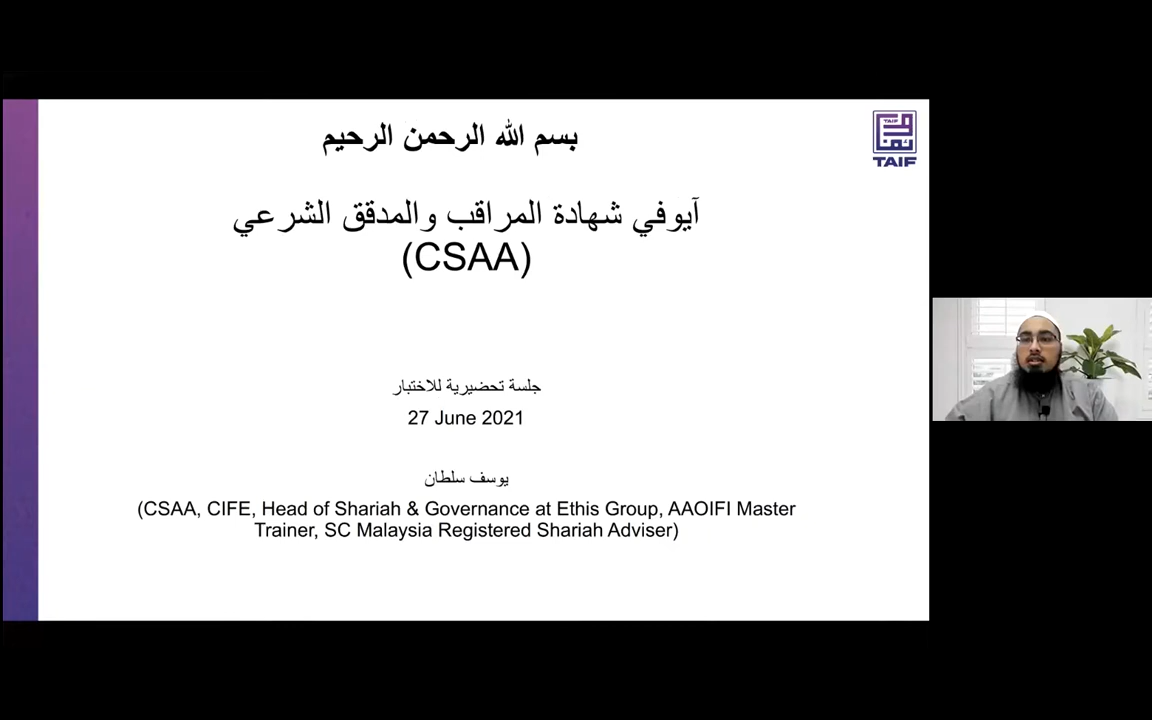 بسم الله الرحمن الرحيم
TAIF
TAIF
آيوفي شهادة المراقب والمدقق الشرعي
(CSAA)
جلسة تحضيرية للاختبار
27 June 2021
يوسف سلطان
(CSAA, CIFE, Head of Shariah & Governance at Ethis Group, AAOIFI Master
Trainer, SC Malaysia Registered Shariah Adviser)